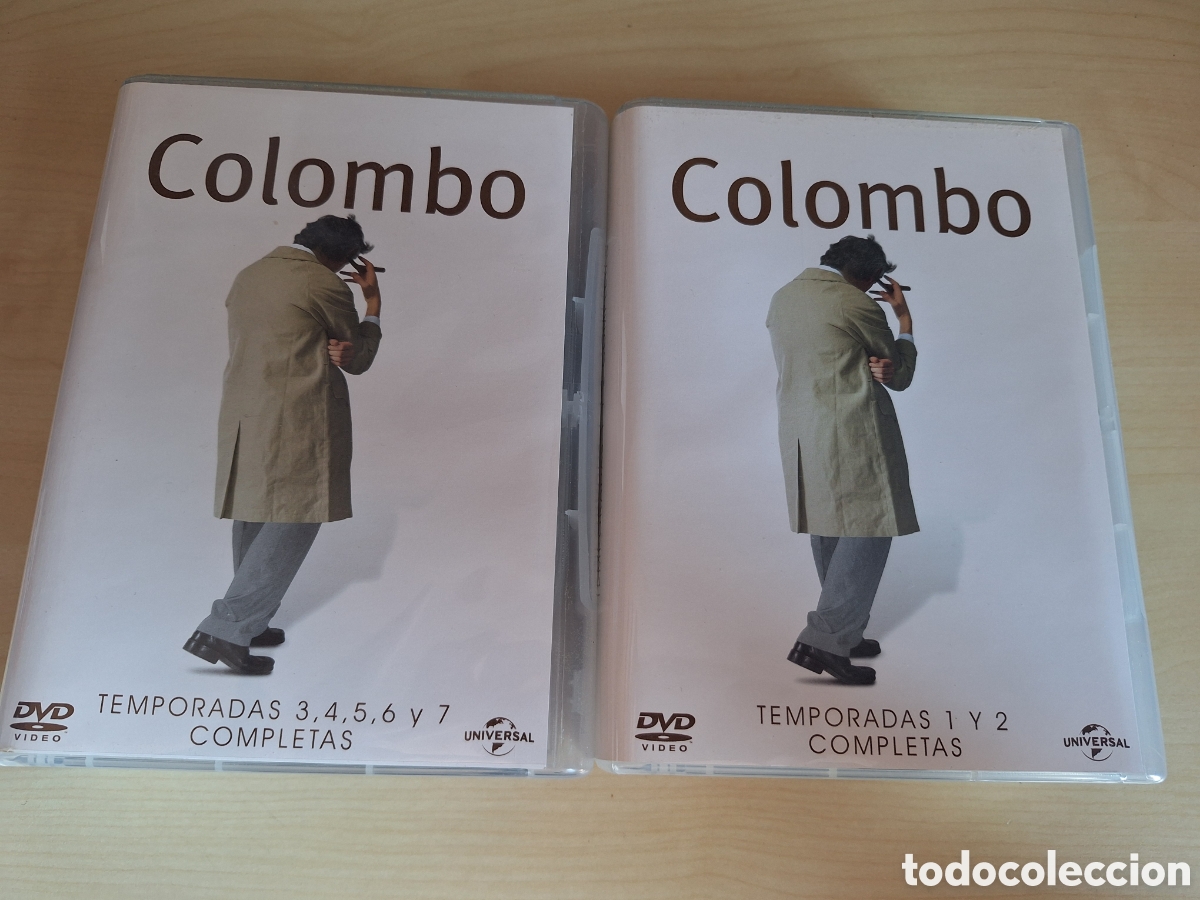 Colombo
DVD
VIDEO
TEMPORADAS 3,4,5,6 y 7
COMPLETAS
UNIVERSAL
Colombo
DVD
VIDEO
TEMPORADAS 1 Y 2
COMPLETAS
UNIVERSAL
todocoleccion.net